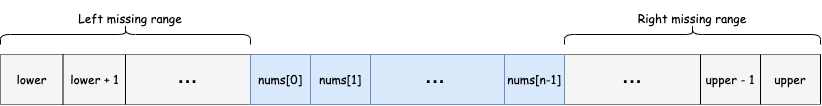 Left missing range Right missing range
lower lower + 1 ... nums[0] nums[1] ... nums[n-1] ... upper - 1 upper